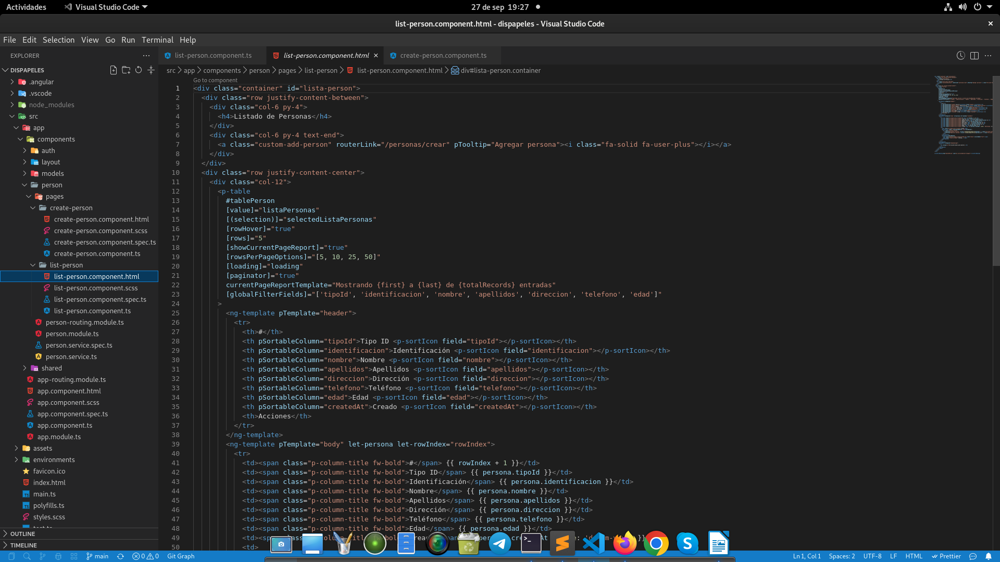 Actividades
Visual Studio Code
27 de sep 19:27
list-person.component.html - dispapeles - Visual Studio Code
File Edit Selection View Go Run Terminal Help
EXPLORER
DISPAPELES
.angular
.vscode
node_modules
src
app
components
auth
layout
models
person
pages
create-person
create-person.component.html
create-person.component.scss
create-person.component.spec.ts
create-person.component.ts
list-person
list-person.component.html
list-person.component.scss
list-person.component.spec.ts
list-person.component.ts
person-routing.module.ts
person.module.ts
person.service.spec.ts
person.service.ts
shared
app-routing.module.ts
app.component.html
app.component.scss
app.component.spec.ts
app.component.ts
app.module.ts
assets
environments
favicon.ico
index.html
main.ts
polyfills.ts
styles.scss
OUTLINE
TIMELINE
list-person.component.ts
list-person.component.html
create-person.component.ts
src > app > components > person > pages > list-person > list-person.component.html > div#lista-person.container
Go to component
1 <div class="container" id="lista-person">
2 <div class="row justify-content-between">
3 <div class="col-6 py-4">
4 <h4>Listado de Personas</h4>
5 </div>
6 <div class="col-6 py-4 text-end">
7 <a class="custom-add-person" routerLink="/personas/crear" pTooltip="Agregar persona"><i class="fa-solid fa-user-plus"></i></a>
8 </div>
9 </div>
10 <div class="row justify-content-center">
11 <div class="col-12">
12 <p-table
13 #tablePerson
14 [value]="listaPersonas"
15 [(selection)]="selectedListaPersonas"
16 [rowHover]="true"
17 [rows]="5"
18 [showCurrentPageReport]="true"
19 [rowsPerPageOptions]="[5, 10, 25, 50]"
20 [loading]="loading"
21 [paginator]="true"
22 currentPageReportTemplate="Mostrando {first} a {last} de {totalRecords} entradas"
23 [globalFilterFields]="['tipoId', 'identificacion', 'nombre', 'apellidos', 'direccion', 'telefono', 'edad']"
24 >
25 <ng-template pTemplate="header">
26 <tr>
27 <th>#</th>
28 <th pSortableColumn="tipoId">Tipo ID <p-sortIcon field="tipoId"></p-sortIcon></th>
29 <th pSortableColumn="identificacion">Identificación <p-sortIcon field="identificacion"></p-sortIcon></th>
30 <th pSortableColumn="nombre">Nombre <p-sortIcon field="nombre"></p-sortIcon></th>
31 <th pSortableColumn="apellidos">Apellidos <p-sortIcon field="apellidos"></p-sortIcon></th>
32 <th pSortableColumn="direccion">Dirección <p-sortIcon field="direccion"></p-sortIcon></th>
33 <th pSortableColumn="telefono">Teléfono <p-sortIcon field="telefono"></p-sortIcon></th>
34 <th pSortableColumn="edad">Edad <p-sortIcon field="edad"></p-sortIcon></th>
35 <th pSortableColumn="createdAt">Creado <p-sortIcon field="createdAt"></p-sortIcon></th>
36 <th>Acciones</th>
37 </tr>
38 </ng-template>
39 <ng-template pTemplate="body" let-persona let-rowIndex="rowIndex">
40 <tr>
41 <td><span class="p-column-title fw-bold">#</span> {{ rowIndex + 1 }}</td>
42 <td><span class="p-column-title fw-bold">Tipo ID</span> {{ persona.tipoId }}</td>
43 <td><span class="p-column-title fw-bold">Identificación</span> {{ persona.identificacion }}</td>
44 <td><span class="p-column-title fw-bold">Nombre</span> {{ persona.nombre }}</td>
45 <td><span class="p-column-title fw-bold">Apellidos</span> {{ persona.apellidos }}</td>
46 <td><span class="p-column-title fw-bold">Dirección</span> {{ persona.direccion }}</td>
47 <td><span class="p-column-title fw-bold">Teléfono</span> {{ persona.telefono }}</td>
48 <td><span class="p-column-title fw-bold">Edad</span> {{ persona.edad }}</td>
49 <td><sp
50 <td>
main
0 0
Git Graph
Ln 1, Col 1
Spaces: 2
UTF-8
LF
HTML
Prettier